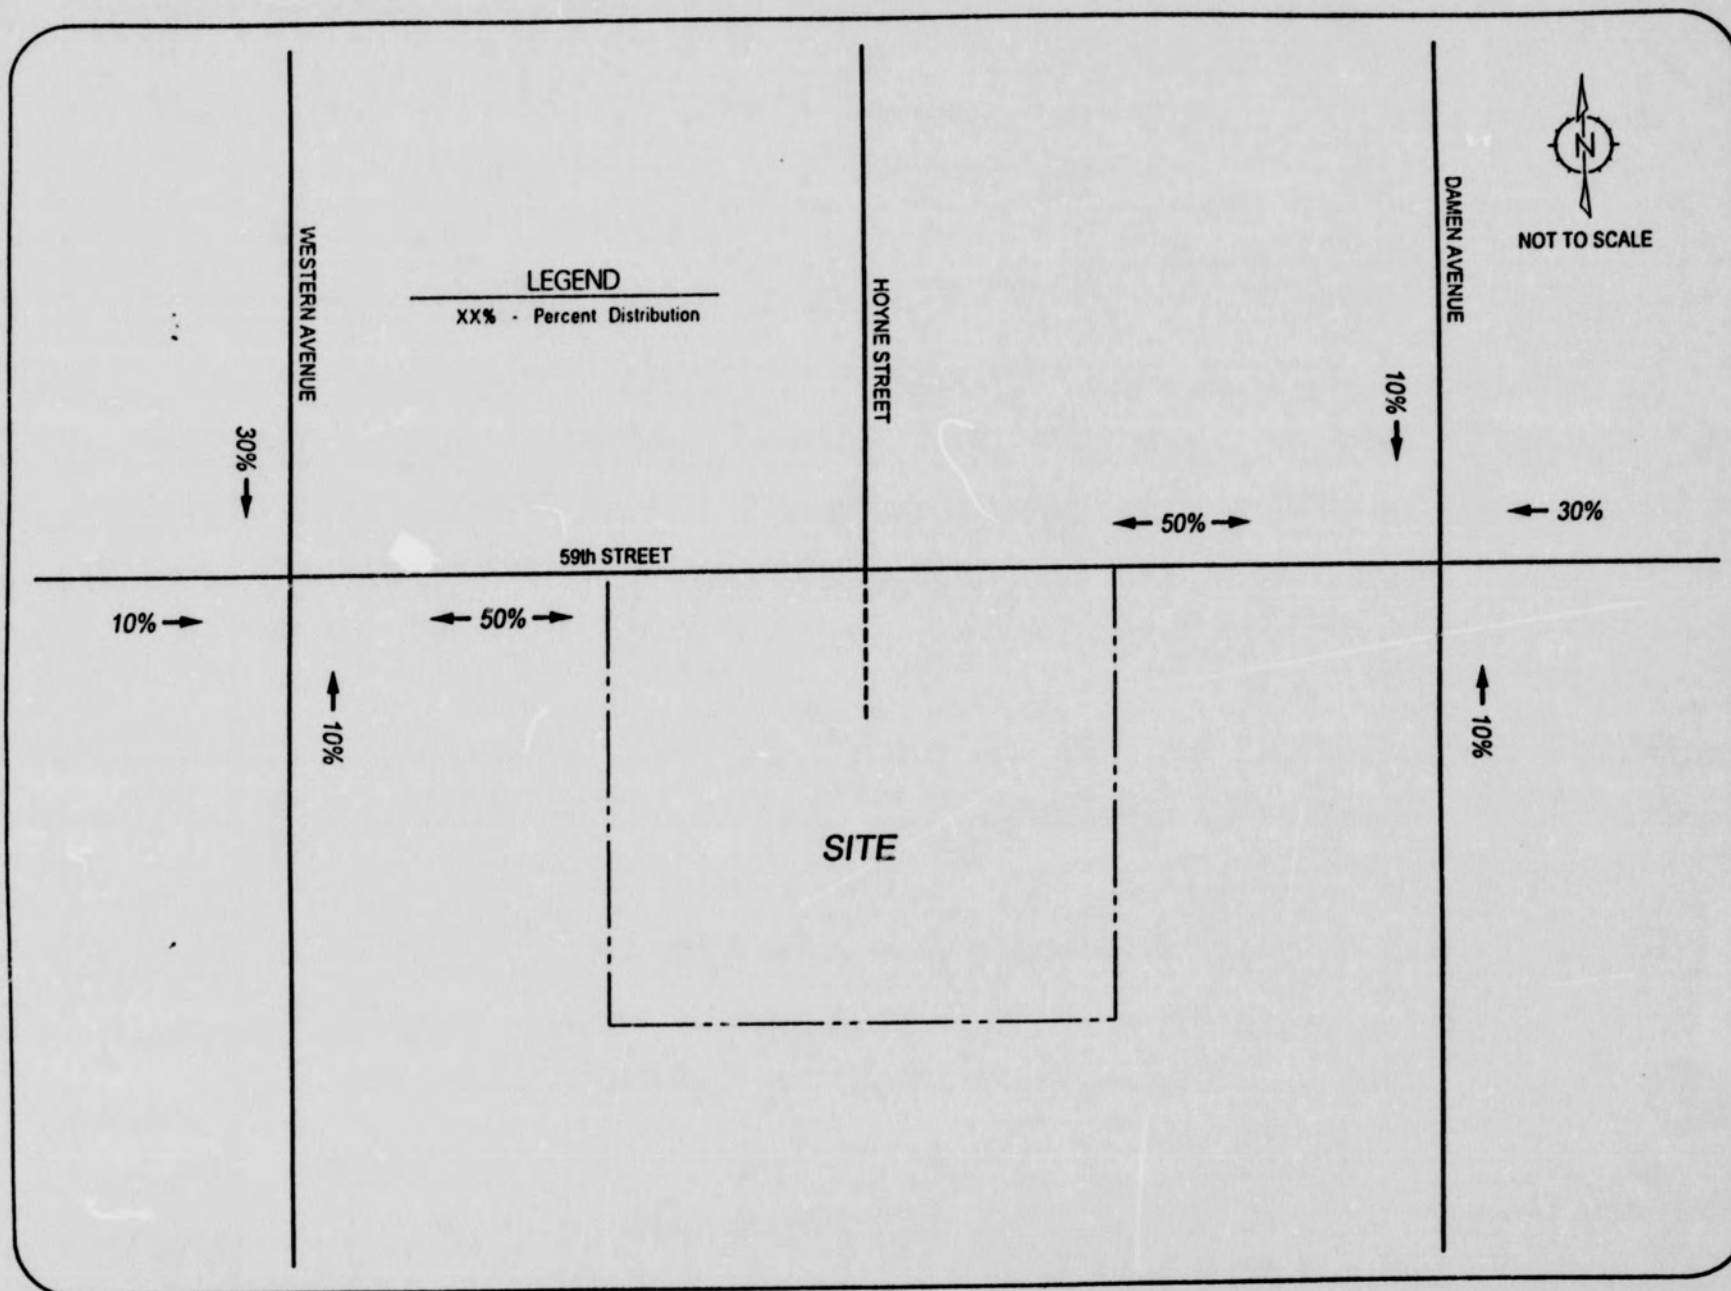 N
NOT TO SCALE
WESTERN AVENUE
LEGEND
XX% - Percent Distribution
HOYNE STREET
DAMEN AVENUE
30%
10%
50%
30%
59th STREET
10%
50%
10%
10%
SITE